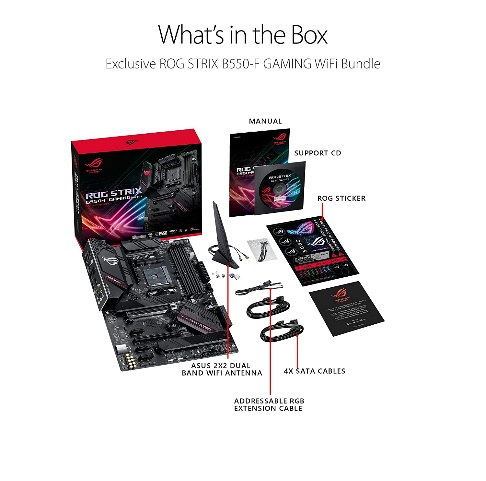 What's in the Box
Exclusive ROG STRIX B550-F GAMING WiFi Bundle
MANUAL
SUPPORT CD
ROG STICKER
ROG STRIX
ASUS 2X2 DUAL
BAND WIFI ANTENNA
4X SATA CABLES
ADDRESSABLE RGB
EXTENSION CABLE